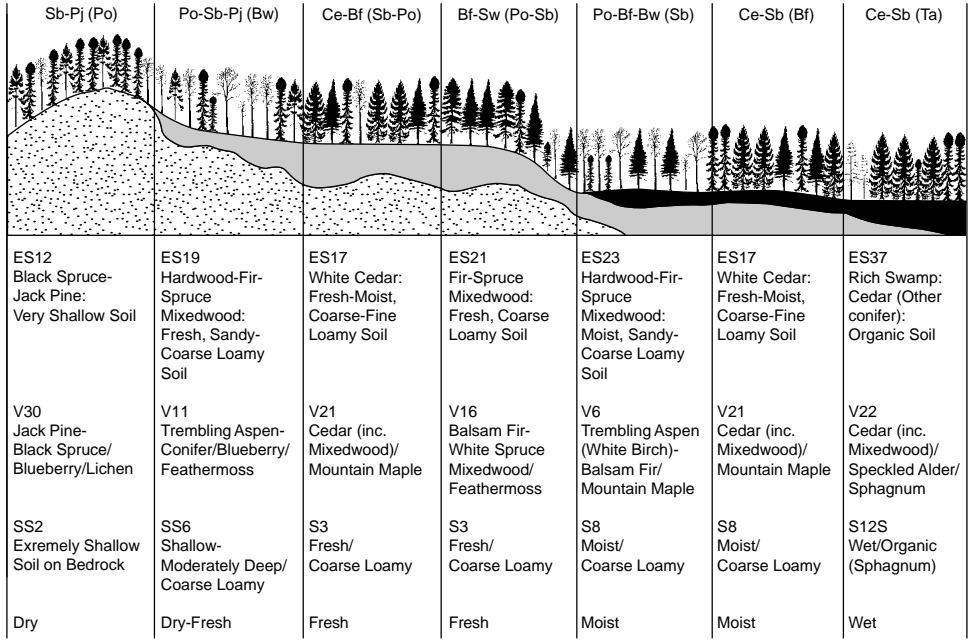 Sb-Pj (Po)
Po-Sb-Pj (Bw)
Ce-Bf (Sb-Po)
Bf-Sw (Po-Sb)
Po-Bf-Bw (Sb)
Ce-Sb (Bf)
Ce-Sb (Ta)
ES12
Black Spruce-
Jack Pine:
Very Shallow Soil
ES19
Hardwood-Fir-
Spruce
Mixedwood:
Fresh, Sandy-
Coarse Loamy
Soil
ES17
White Cedar:
Fresh-Moist,
Coarse-Fine
Loamy Soil
ES21
Fir-Spruce
Mixedwood:
Fresh, Coarse
Loamy Soil
ES23
Hardwood-Fir-
Spruce
Mixedwood:
Moist, Sandy-
Coarse Loamy
Soil
ES17
White Cedar:
Fresh-Moist,
Coarse-Fine
Loamy Soil
ES37
Rich Swamp:
Cedar (Other
conifer):
Organic Soil
V30
Jack Pine-
Black Spruce/
Blueberry/Lichen
V11
Trembling Aspen-
Conifer/Blueberry/
Feathermoss
V21
Cedar (inc.
Mixedwood)/
Mountain Maple
V16
Balsam Fir-
White Spruce
Mixedwood/
Feathermoss
V6
Trembling Aspen
(White Birch)-
Balsam Fir/
Mountain Maple
V21
Cedar (inc.
Mixedwood)/
Mountain Maple
V22
Cedar (inc.
Mixedwood)/
Speckled Alder/
Sphagnum
SS2
Exremely Shallow
Soil on Bedrock
SS6
Shallow-
Moderately Deep/
Coarse Loamy
S3
Fresh/
Coarse Loamy
S3
Fresh/
Coarse Loamy
S8
Moist/
Coarse Loamy
S8
Moist/
Coarse Loamy
S12S
Wet/Organic
(Sphagnum)
Dry
Dry-Fresh
Fresh
Fresh
Moist
Moist
Wet